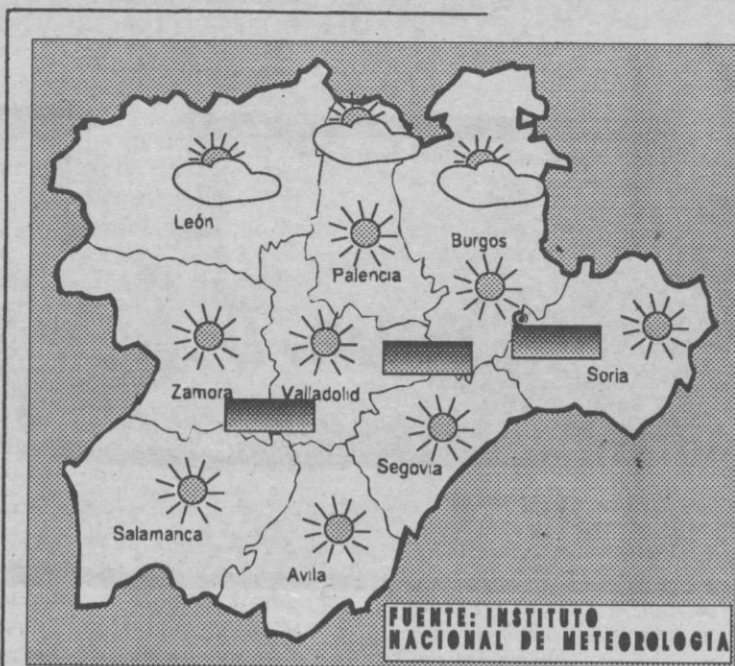 León
Palencia
Burgos
Zamora
Valladolid
Soria
Segovia
Salamanca
Avila
FUENTE: INSTITUTO
NACIONAL DE METEOROLOGIA